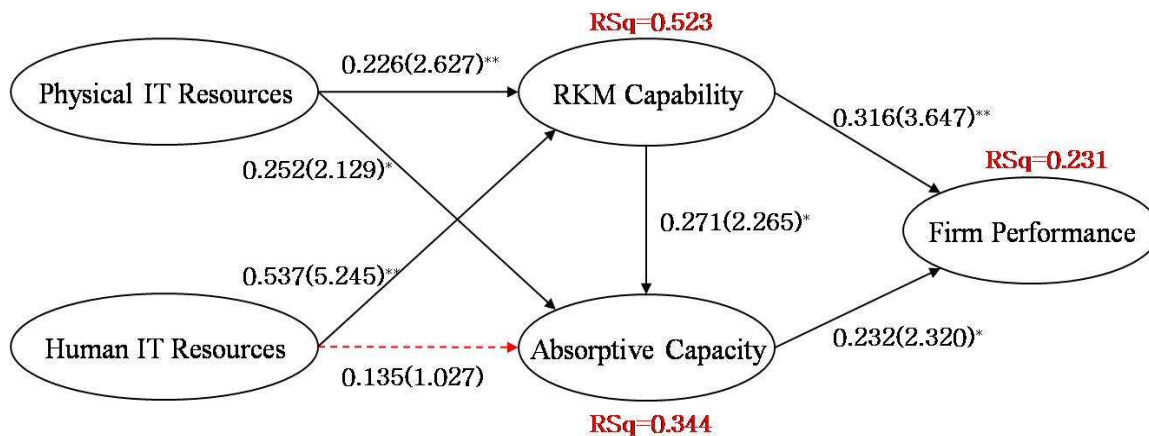 RSq=0.523
0.226(2.627)**
Physical IT Resources
RKM Capability
0.316(3.647)**
0.252(2.129)*
RSq=0.231
0.271(2.265)*
Firm Performance
0.537(5.245)**
Human IT Resources
Absorptive Capacity
0.232(2.320)*
0.135(1.027)
RSq=0.344